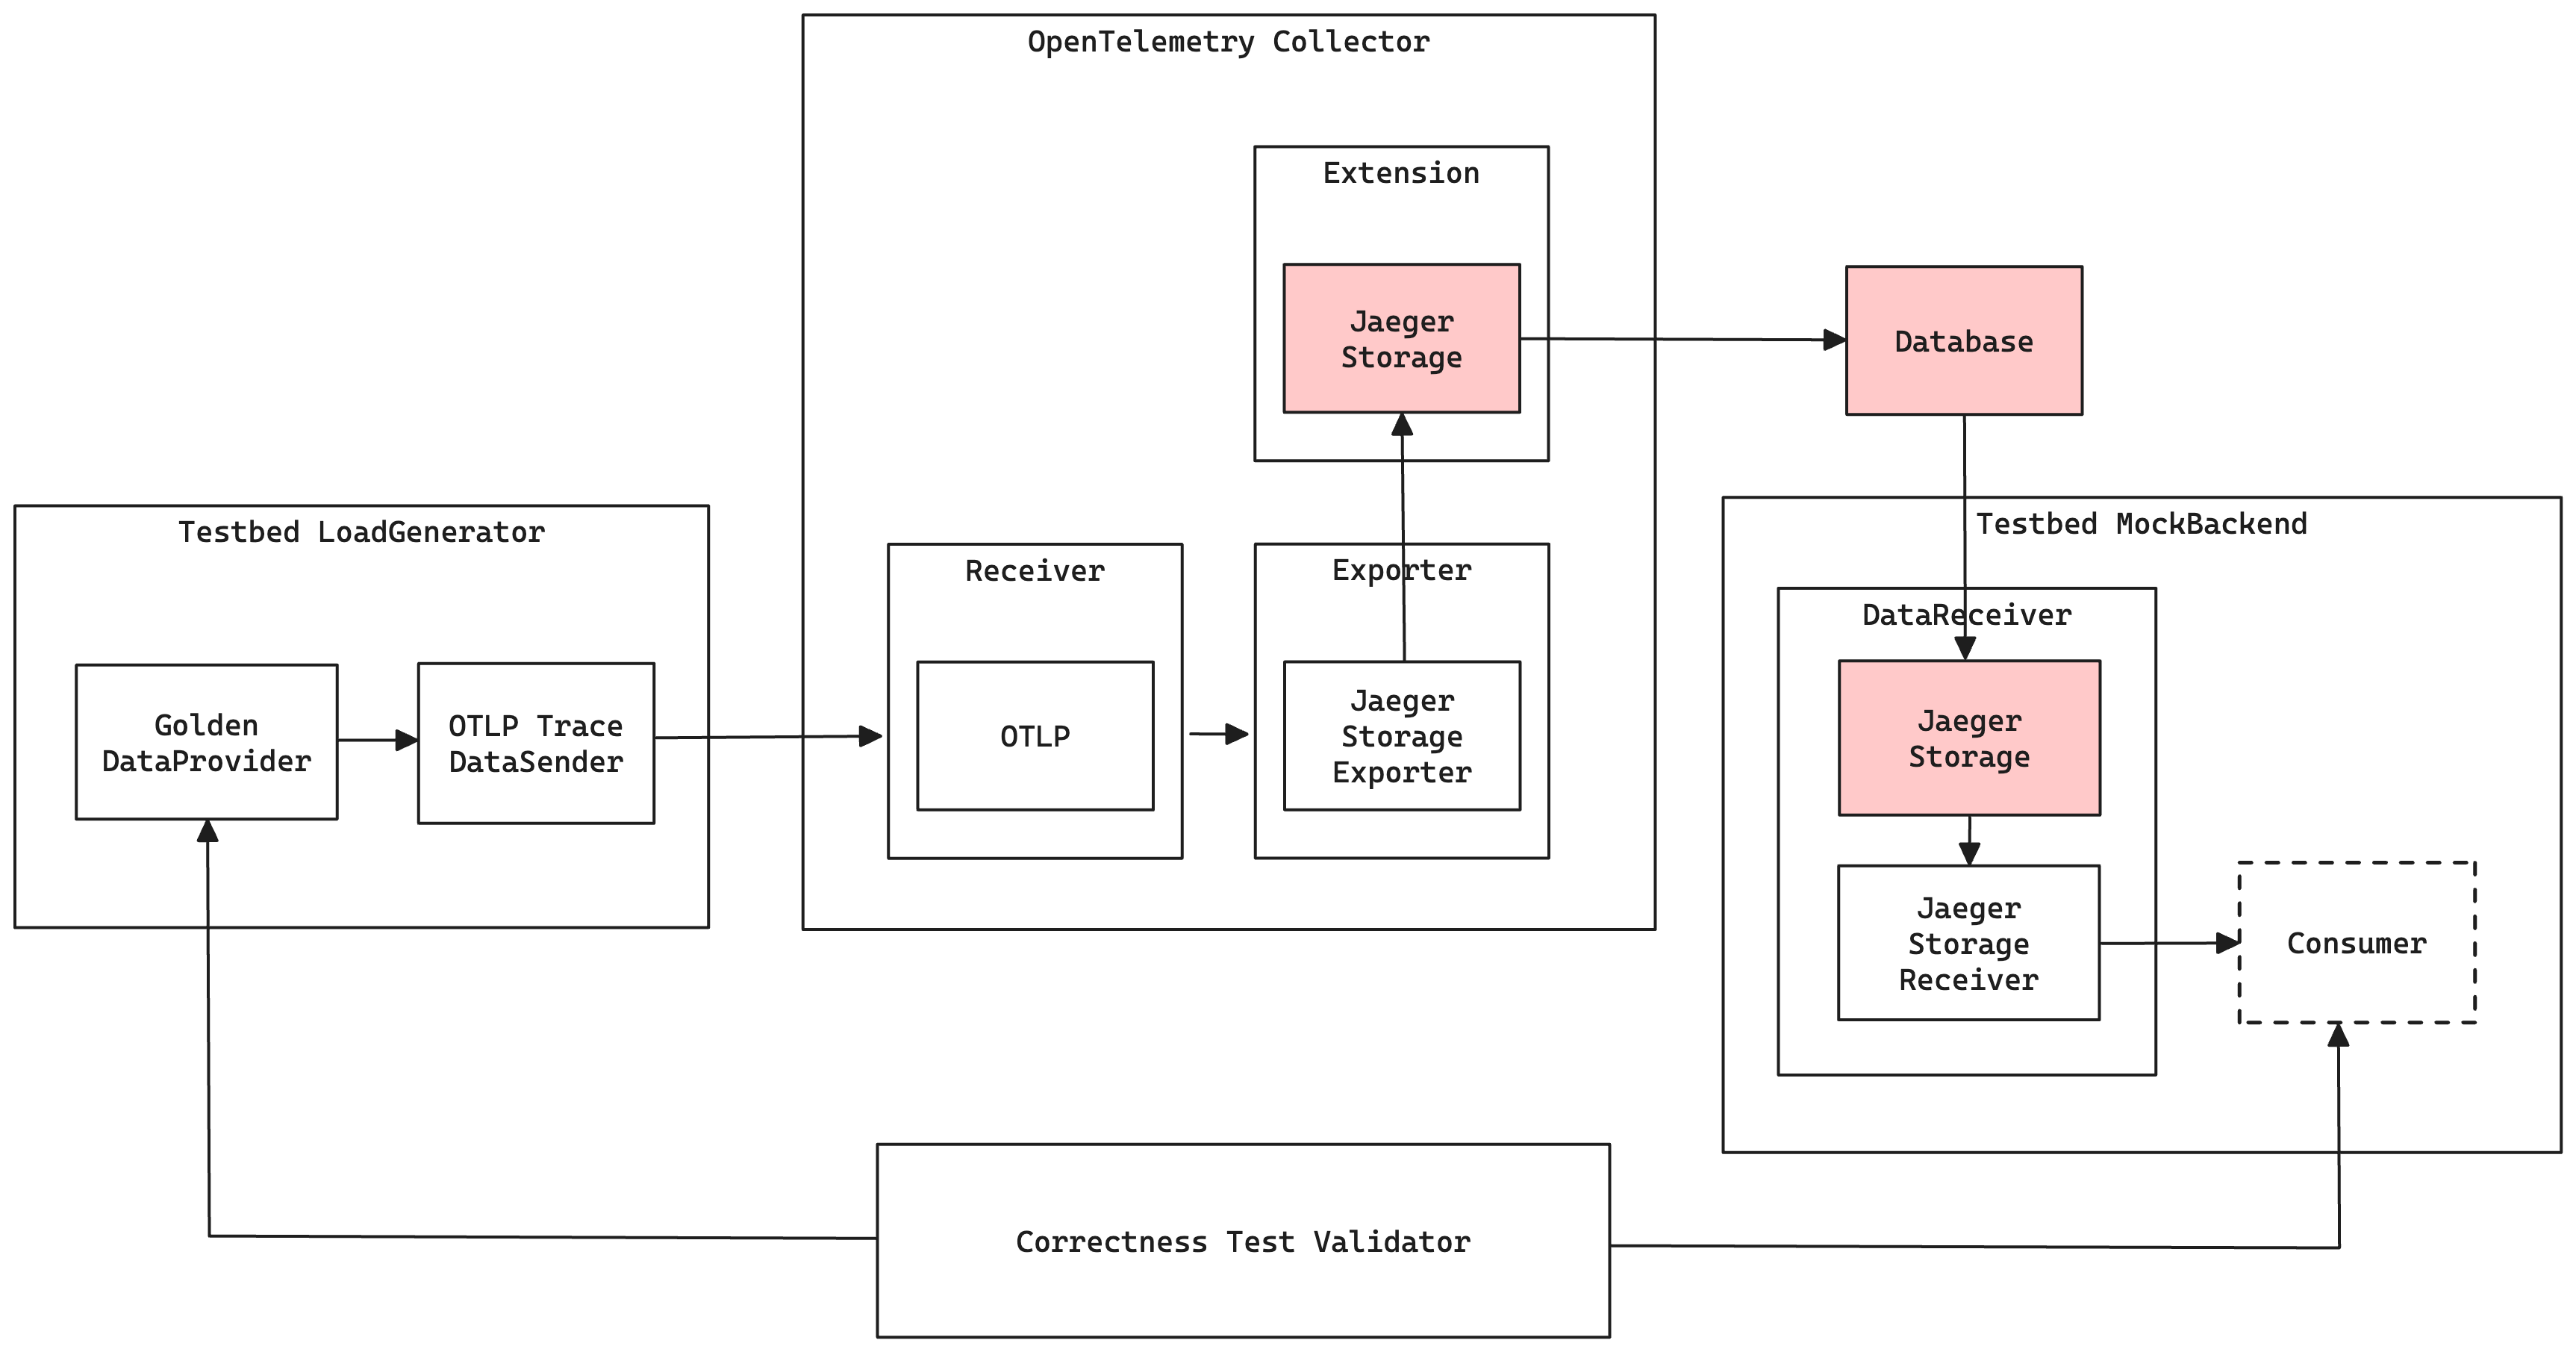 OpenTelemetry Collector
Extension
Jaeger
Storage
Database
Testbed LoadGenerator
Golden
DataProvider
OTLP Trace
DataSender
Receiver
OTLP
Exporter
Jaeger
Storage
Exporter
Testbed MockBackend
DataReceiver
Jaeger
Storage
Jaeger
Storage
Receiver
Consumer
Correctness Test Validator